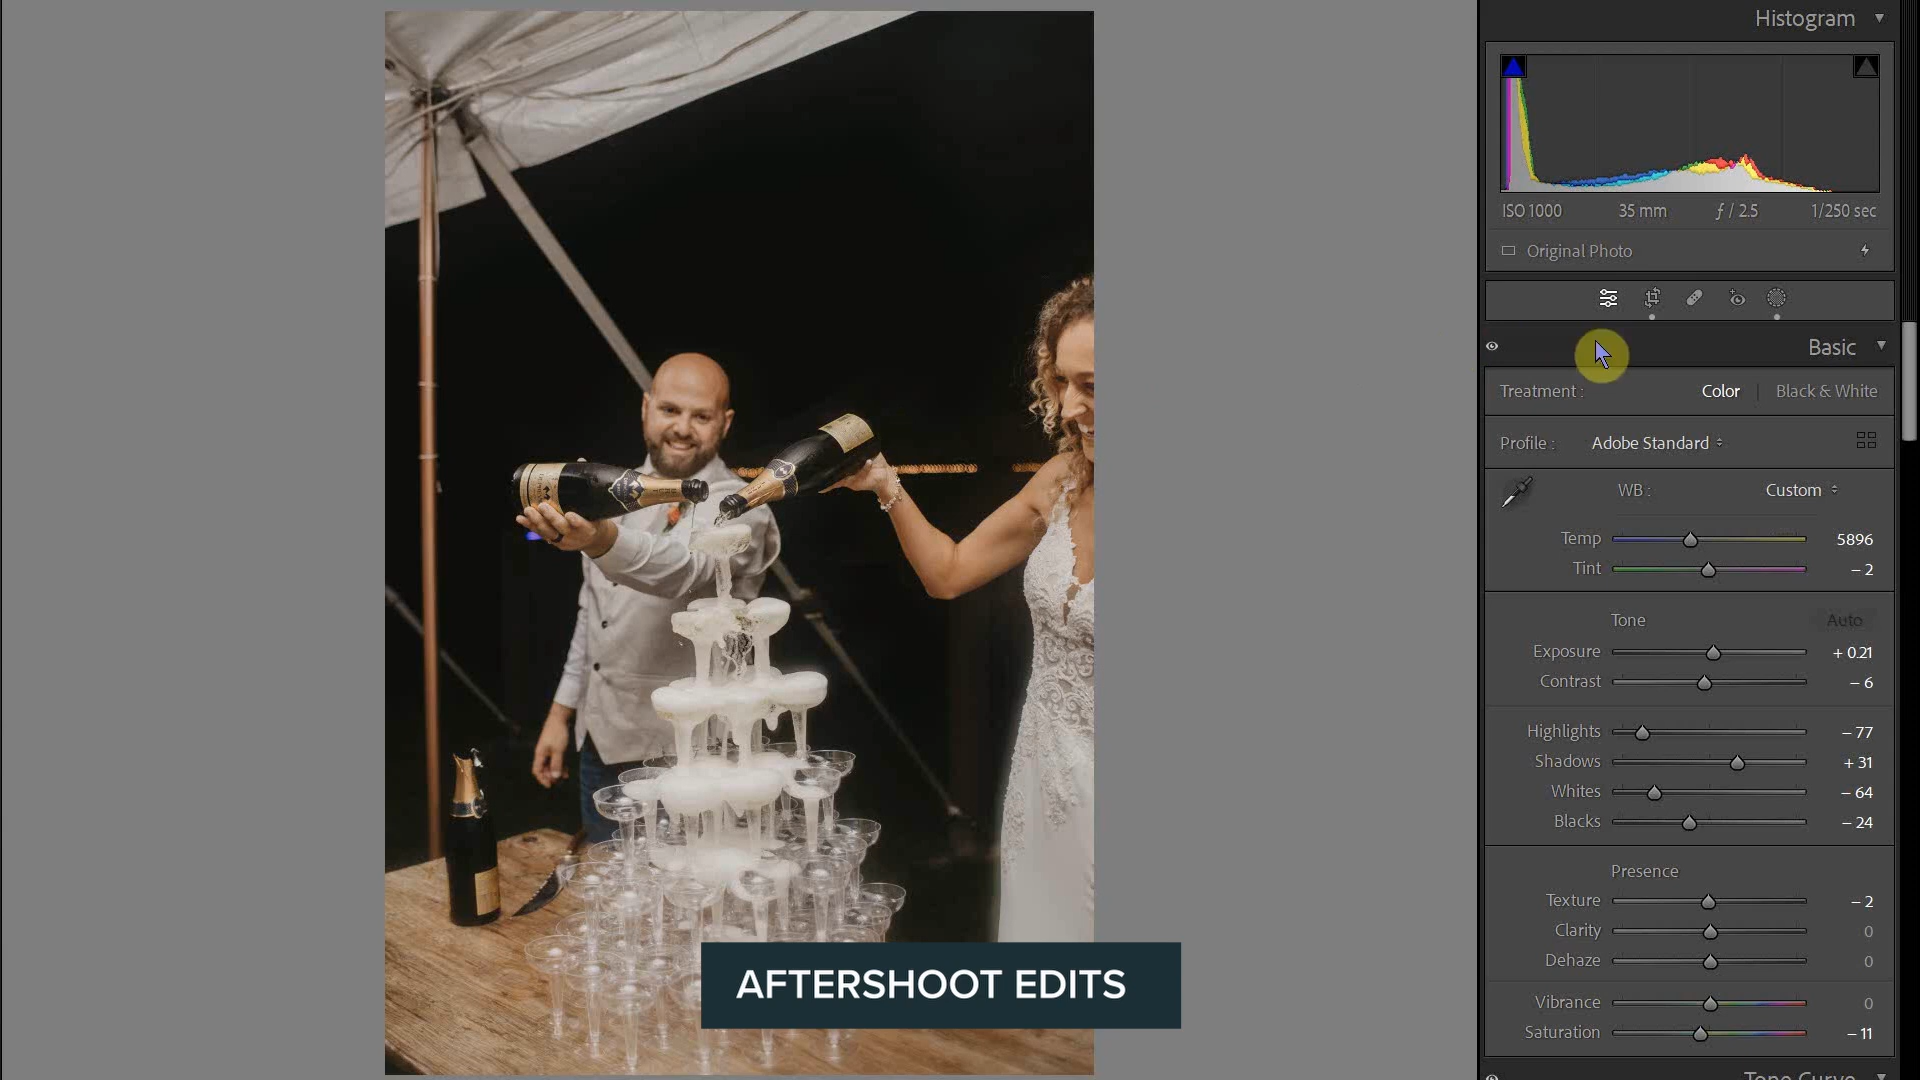 Histogram
ISO 1000 35 mm ƒ / 2.5 1/250 sec
Original Photo
Basic
Treatment : Color Black & White
Profile : Adobe Standard
WB : Custom
Temp 5896
Tint – 2
Tone Auto
Exposure + 0.21
Contrast – 6
Highlights – 77
Shadows + 31
Whites – 64
Blacks – 24
Presence
Texture – 2
Clarity 0
Dehaze 0
Vibrance 0
Saturation – 11
Tone Curve
AFTERSHOOT EDITS